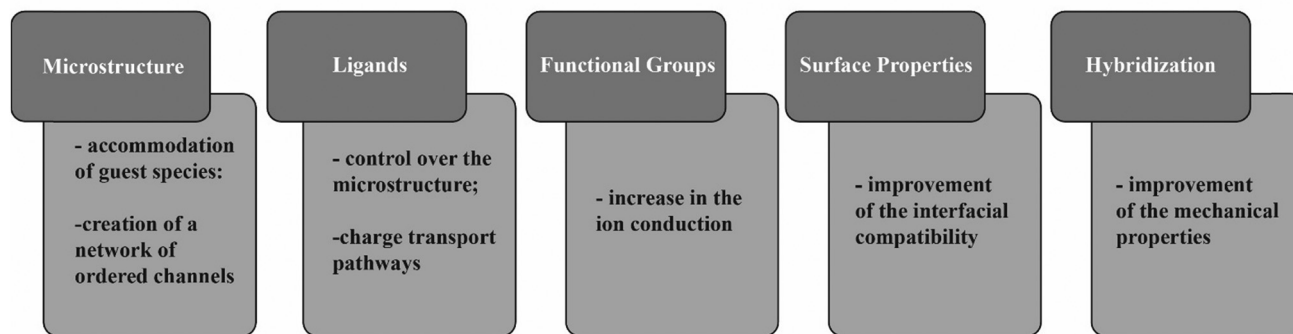 Microstructure
- accommodation
of guest species:
-creation of a
network of
ordered channels
Ligands
- control over the
microstructure;
-charge transport
pathways
Functional Groups
- increase in the
ion conduction
Surface Properties
- improvement
of the interfacial
compatibility
Hybridization
- improvement
of the mechanical
properties